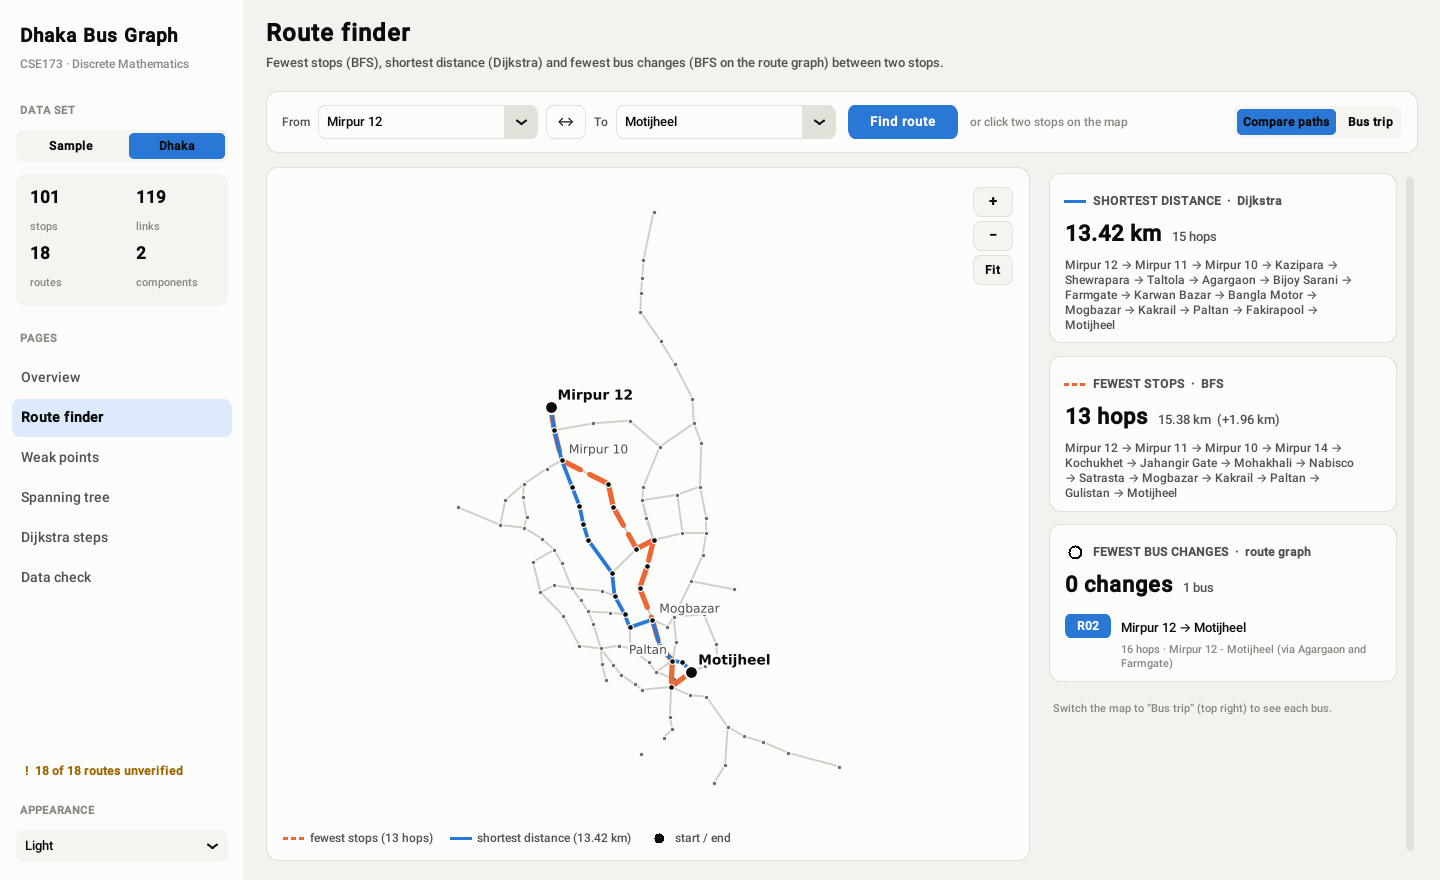 Dhaka Bus Graph
CSE173 · Discrete Mathematics
DATA SET
Sample
Dhaka
101
119
stops
links
18
2
routes
components
PAGES
Overview
Route finder
Weak points
Spanning tree
Dijkstra steps
Data check
! 18 of 18 routes unverified
APPEARANCE
Light
Route finder
Fewest stops (BFS), shortest distance (Dijkstra) and fewest bus changes (BFS on the route graph) between two stops.
From
Mirpur 12
↔
To
Motijheel
Find route
or click two stops on the map
Compare paths
Bus trip
+
−
Fit
Mirpur 12
Mirpur 10
Mogbazar
Paltan
Motijheel
fewest stops (13 hops)
shortest distance (13.42 km)
start / end
SHORTEST DISTANCE · Dijkstra
13.42 km 15 hops
Mirpur 12 → Mirpur 11 → Mirpur 10 → Kazipara →
Shewrapara → Taltola → Agargaon → Bijoy Sarani →
Farmgate → Karwan Bazar → Bangla Motor →
Mogbazar → Kakrail → Paltan → Fakirapool →
Motijheel
FEWEST STOPS · BFS
13 hops 15.38 km (+1.96 km)
Mirpur 12 → Mirpur 11 → Mirpur 10 → Mirpur 14 →
Kochukhet → Jahangir Gate → Mohakhali → Nabisco
→ Satrasta → Mogbazar → Kakrail → Paltan →
Gulistan → Motijheel
FEWEST BUS CHANGES · route graph
0 changes 1 bus
R02
Mirpur 12 → Motijheel
16 hops · Mirpur 12 - Motijheel (via Agargaon and
Farmgate)
Switch the map to "Bus trip" (top right) to see each bus.